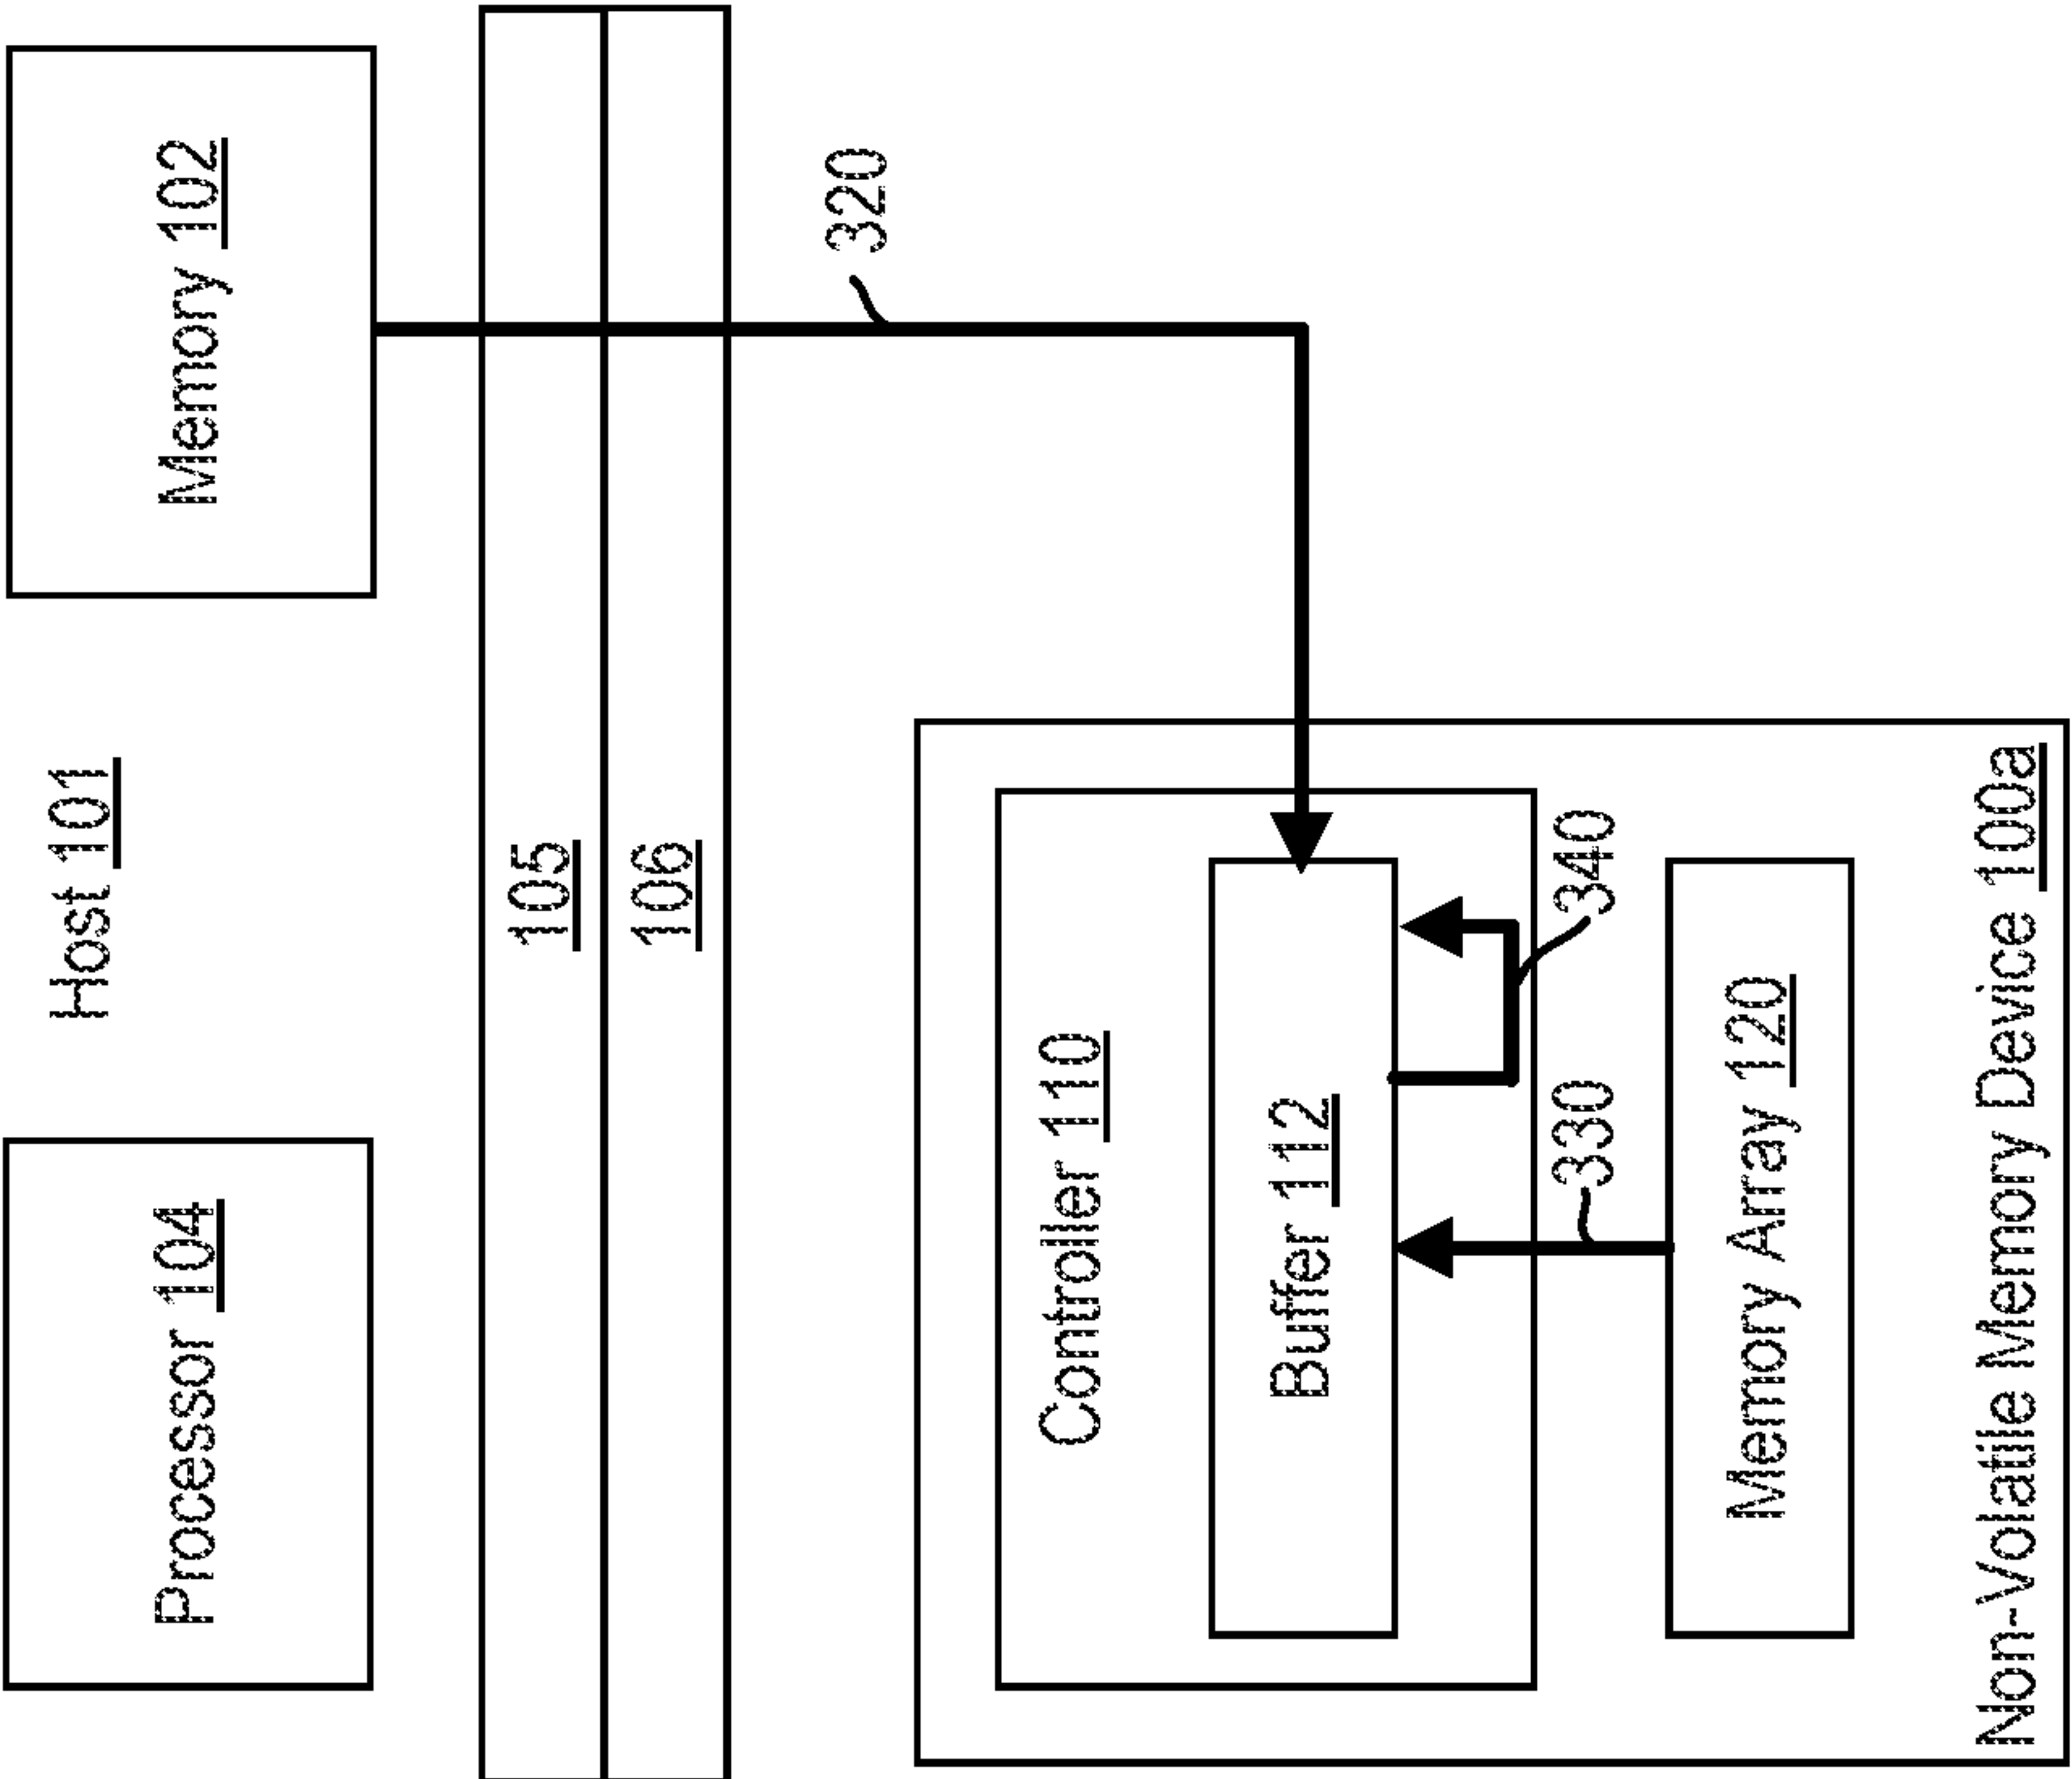 Processor 104
Host 101
Memory 102
105
106
320
Controller 110
Buffer 112
330
340
Memory Array 120
Non-Volatile Memory Device 100a